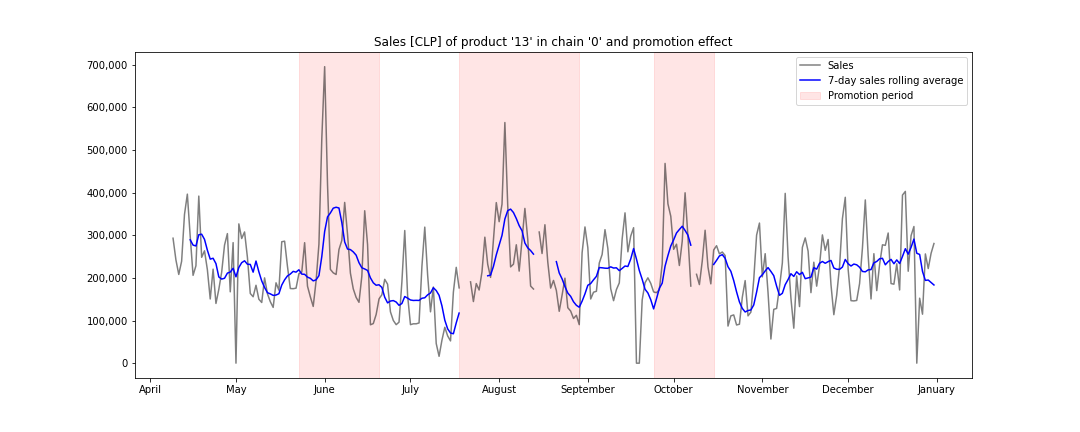 Sales [CLP] of product '13' in chain '0' and promotion effect
700,000
600,000
500,000
400,000
300,000
200,000
100,000
0
Sales
7-day sales rolling average
Promotion period
April May June July August September October November December January